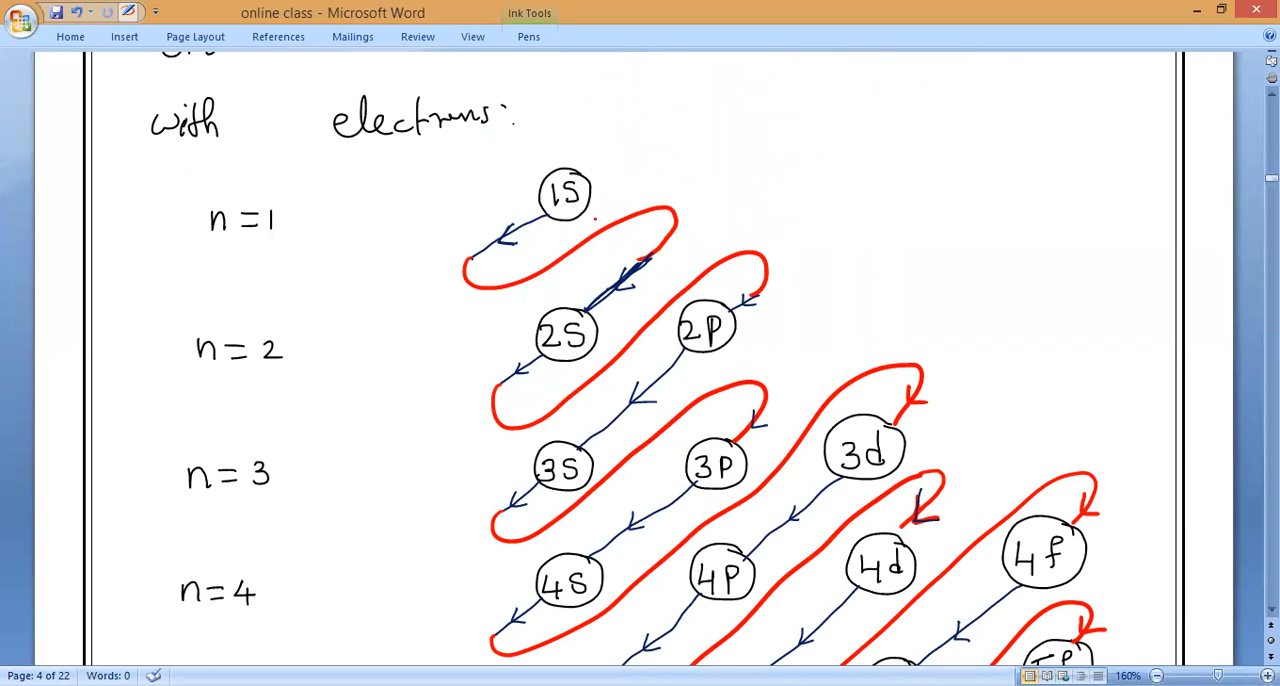 online class - Microsoft Word
Ink Tools
Home Insert Page Layout References Mailings Review View Pens
with electrons:
1S
n = 1
2S 2P
n = 2
3S 3P 3d
n = 3
4S 4P 4d 4f
n = 4
Page: 4 of 22 Words: 0 160%